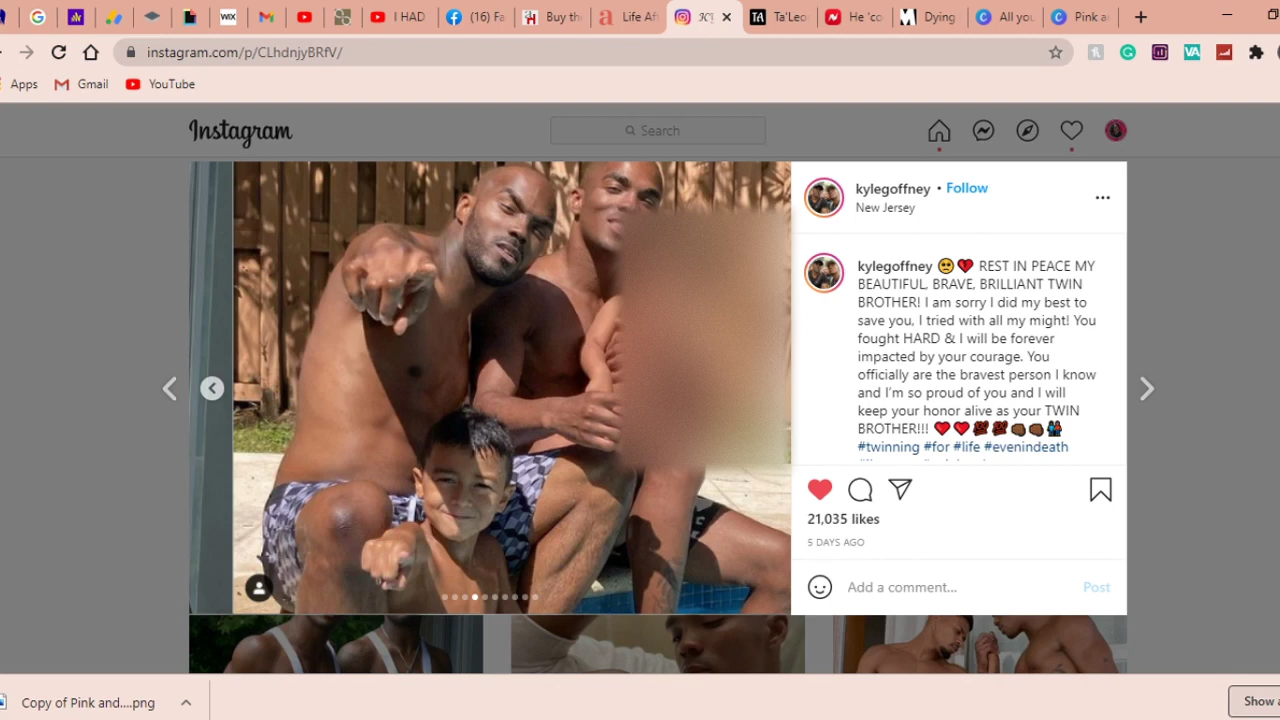 WIX
I HAD
(16) Fa
Buy the
Life Af
Ta'Leo
He 'co
Dying
All you
Pink a
instagram.com/p/CLhdnjyBRfV/
Apps Gmail YouTube
Instagram
Search
kylegoffney • Follow
New Jersey
kylegoffney 🥺💔 REST IN PEACE MY
BEAUTIFUL, BRAVE, BRILLIANT TWIN
BROTHER! I am sorry I did my best to
save you, I tried with all my might! You
fought HARD & I will be forever
impacted by your courage. You
officially are the bravest person I know
and I'm so proud of you and I will
keep your honor alive as your TWIN
BROTHER!!!
#twinning #for #life #evenindeath
21,035 likes
5 DAYS AGO
Add a comment... Post
Copy of Pink and....png
Show a